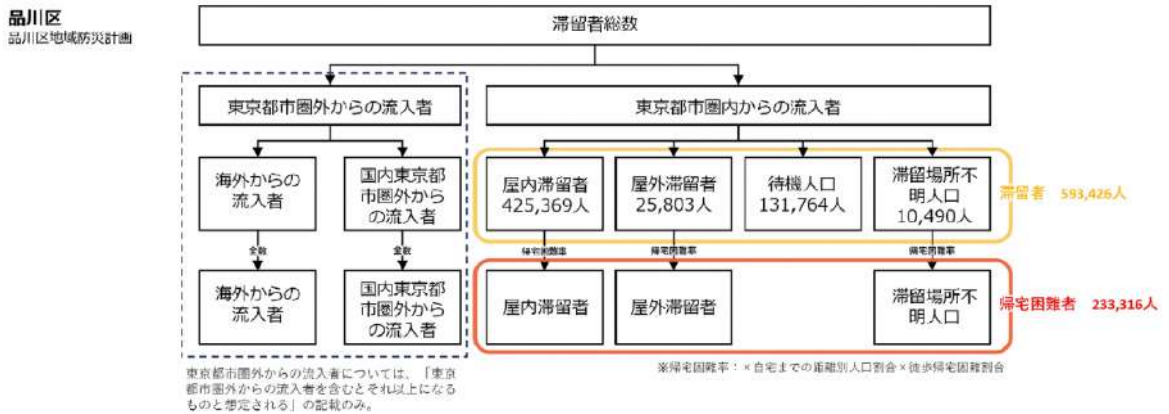 品川区
品川区地域防災計画
滞留者総数
東京都市圏外からの流入者
東京都市圏内からの流入者
海外からの
流入者
国内東京都
市圏外から
の流入者
屋内滞留者
425,369人
屋外滞留者
25,803人
待機人口
131,764人
滞留場所不
明人口
10,490人
滞留者 593,426人
全数
全数
帰宅困難率
帰宅困難率
帰宅困難率
海外からの
流入者
国内東京都
市圏外から
の流入者
屋内滞留者
屋外滞留者
滞留場所不
明人口
帰宅困難者 233,316人
東京都市圏外からの流入者については、「東京
都市圏外からの流入者を含むとそれ以上になる
ものと想定される」の記載のみ。
※帰宅困難率：×自宅までの距離別人口割合×徒歩帰宅困難割合